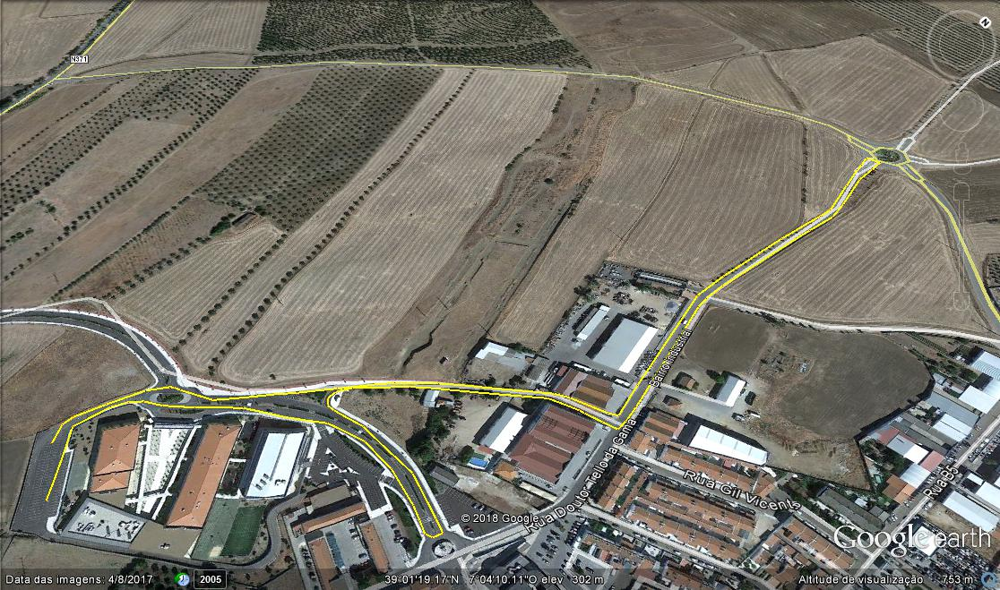 N
N371
Bairro Industrial
Rua Doutor Tello da Gama
Rua Gil Vicente
Rua B5
© 2018 Google
Google earth
Data das imagens: 4/8/2017
2005
39°01'19.17"N 7°04'10.11"O elev 302 m
Altitude de visualização 753 m